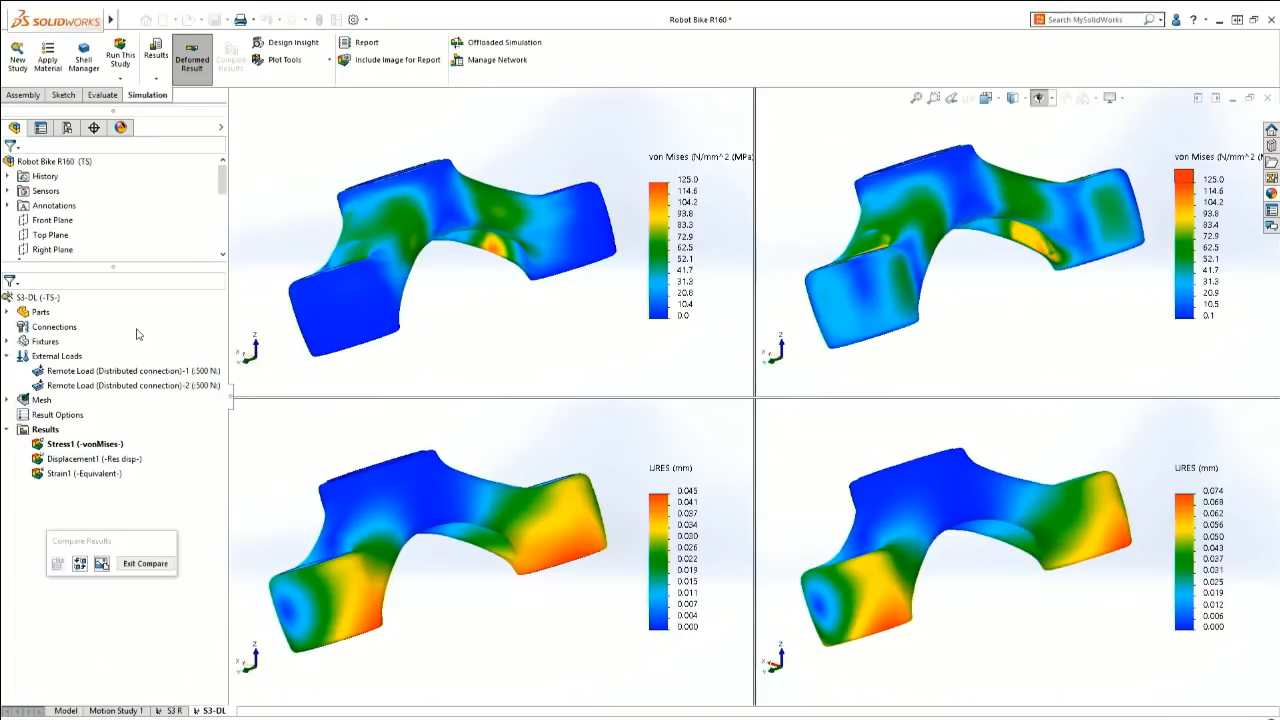 SOLIDWORKS
Robot Bike R160 *
Search MySolidWorks
New Study
Apply Material
Shell Manager
Run This Study
Results
Deformed Result
Compare Results
Design Insight
Plot Tools
Report
Include Image for Report
Offloaded Simulation
Manage Network
Assembly
Sketch
Evaluate
Simulation
Robot Bike R160 (TS)
History
Sensors
Annotations
Front Plane
Top Plane
Right Plane
S3-DL (-TS-)
Parts
Connections
Fixtures
External Loads
Remote Load (Distributed connection)-1 (:500 N:)
Remote Load (Distributed connection)-2 (:500 N:)
Mesh
Result Options
Results
Stress1 (-vonMises-)
Displacement1 (-Res disp-)
Strain1 (-Equivalent-)
Compare Results
Exit Compare
von Mises (N/mm^2 (MPa)
125.0
114.6
104.2
93.8
83.3
72.9
62.5
52.1
41.7
31.3
20.8
10.4
0.0
Z
X
Y
von Mises (N/mm^2 (
125.0
114.6
104.2
93.8
83.4
72.9
62.5
52.1
41.7
31.3
20.9
10.5
0.1
Z
X
Y
URES (mm)
0.045
0.041
0.037
0.034
0.030
0.026
0.022
0.019
0.015
0.011
0.007
0.004
0.000
Z
X
Y
URES (mm)
0.074
0.068
0.062
0.056
0.050
0.043
0.037
0.031
0.025
0.019
0.012
0.006
0.000
Z
X
Y
Model
Motion Study 1
S3 R
S3-DL